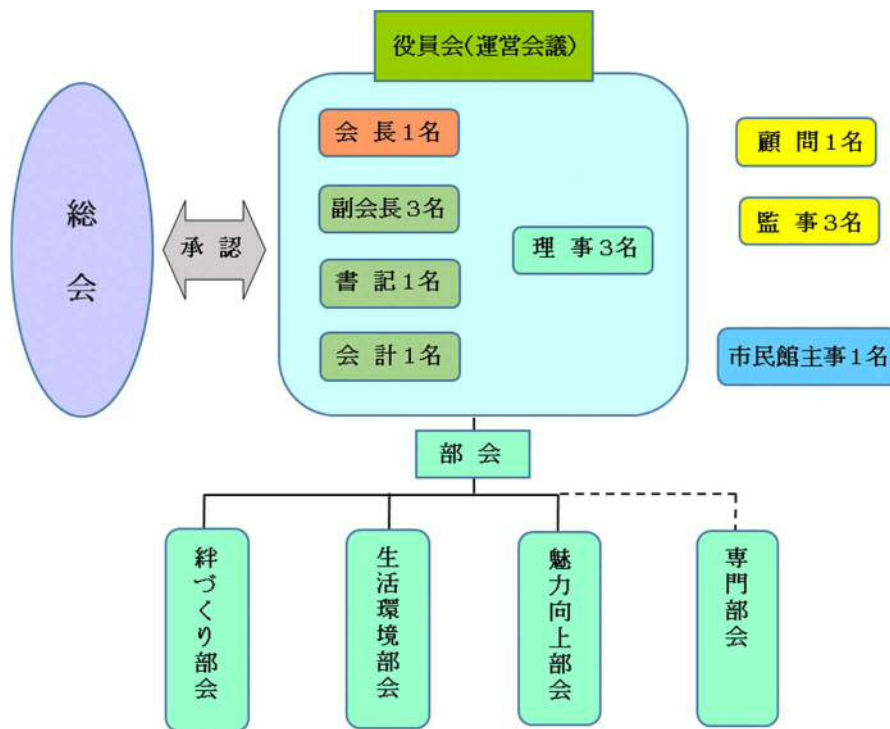 役員会(運営会議)
総会
承認
会長1名
副会長3名
書記1名
会計1名
理事3名
顧問1名
監事3名
市民館主事1名
部会
絆づくり部会
生活環境部会
魅力向上部会
専門部会